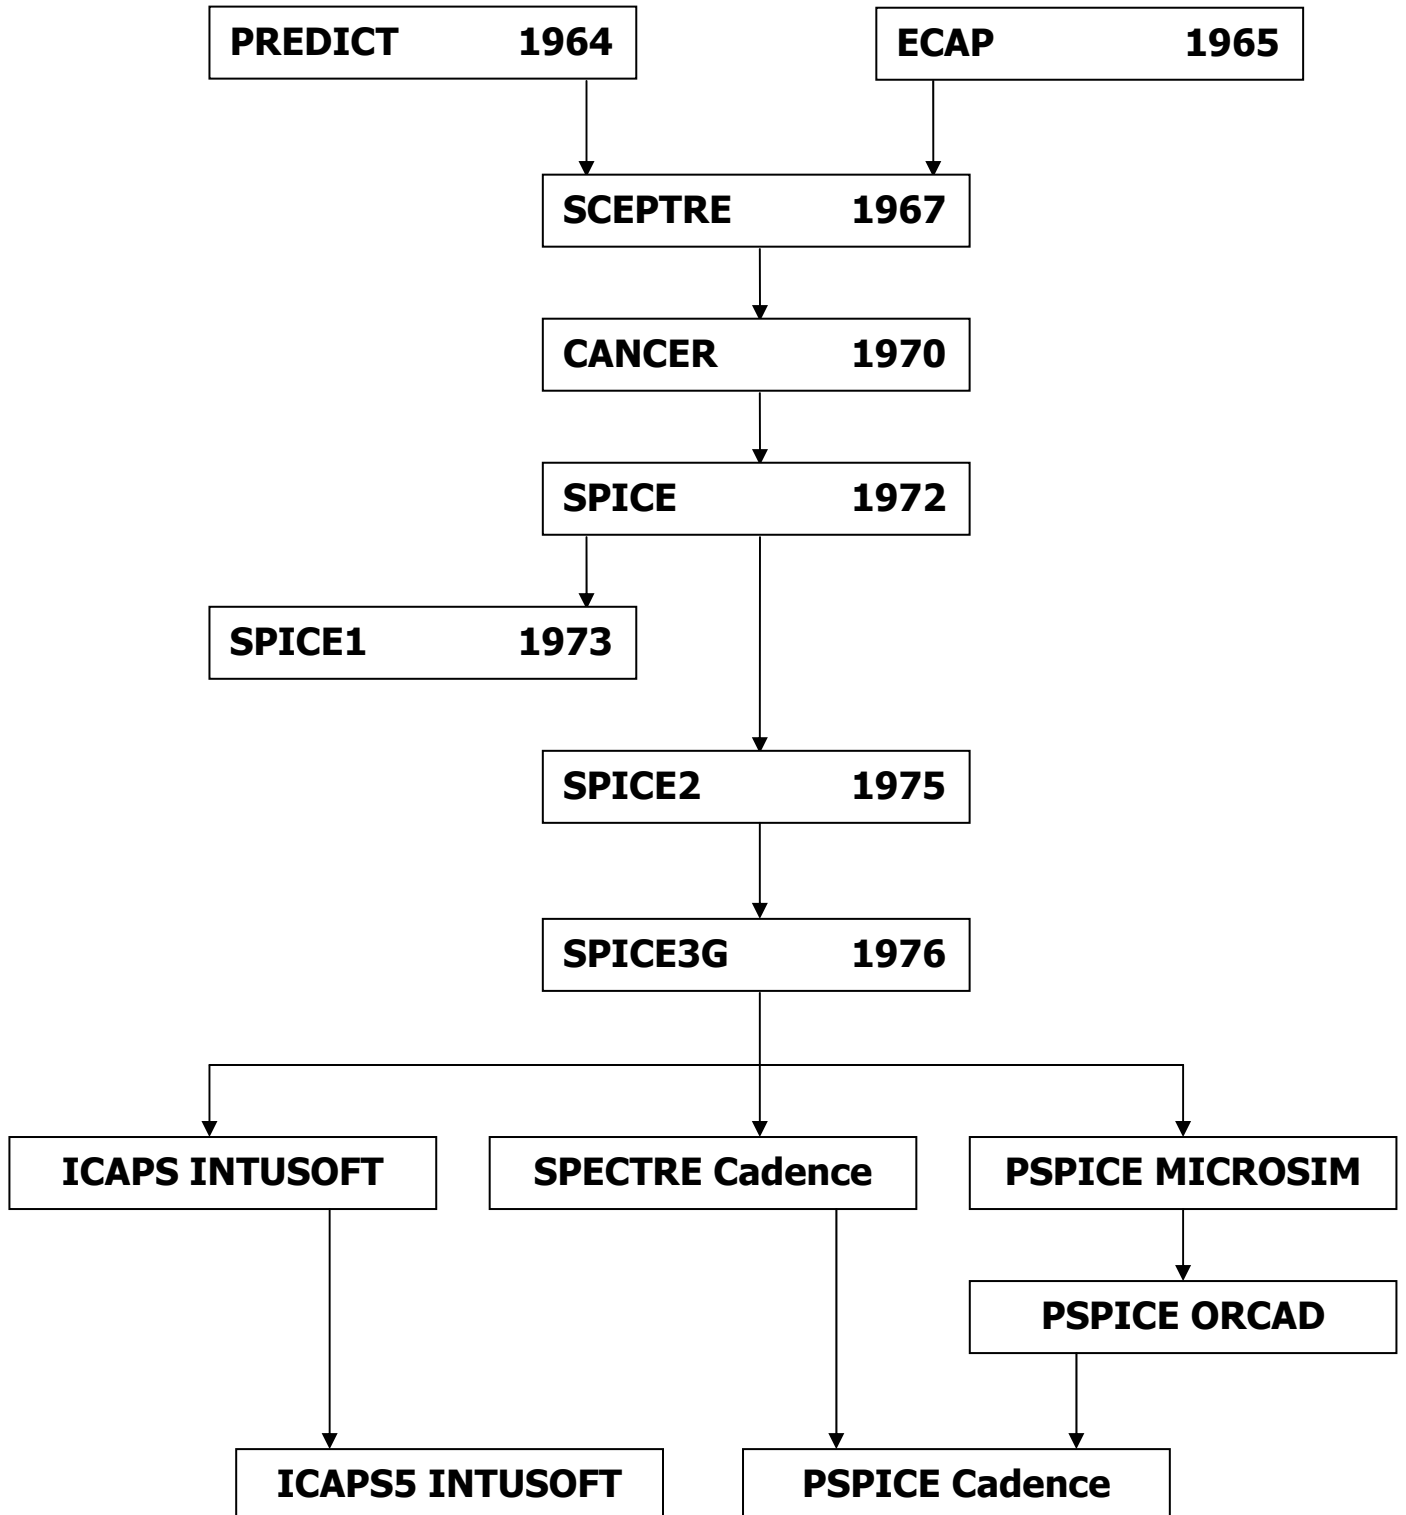 PREDICT 1964
ECAP 1965
SCEPTRE 1967
CANCER 1970
SPICE 1972
SPICE1 1973
SPICE2 1975
SPICE3G 1976
ICAPS INTUSOFT
SPECTRE Cadence
PSPICE MICROSIM
PSPICE ORCAD
ICAPS5 INTUSOFT
PSPICE Cadence